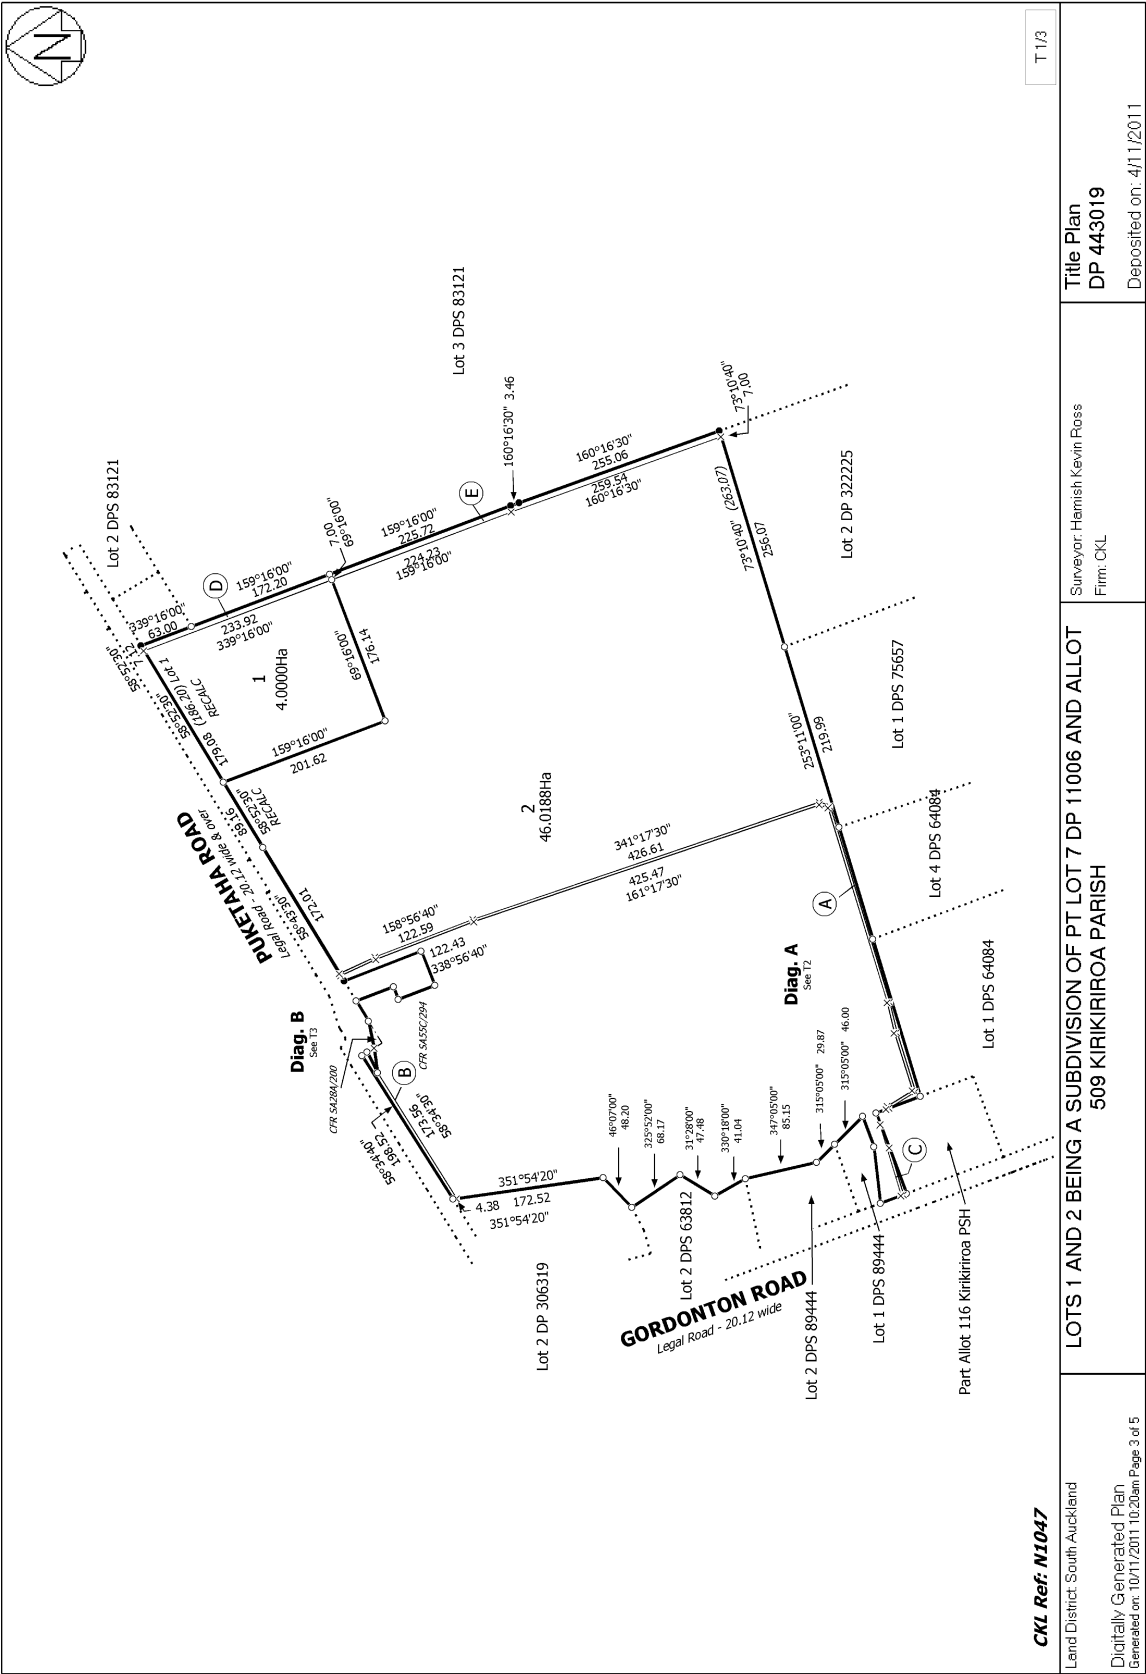 N
T 1/3
Lot 2 DPS 83121
Lot 3 DPS 83121
58°52'30"
7.12
339°16'00"
63.00
D
159°16'00"
172.20
233.92
339°16'00"
7.00
69°16'00"
58°52'30"
179.08
(186.20) Lot 1
RECALC
1
4.0000Ha
69°16'00"
176.14
159°16'00"
201.62
E
159°16'00"
225.72
224.23
159°16'00"
160°16'30" 3.46
160°16'30"
255.06
259.54
160°16'30"
73°10'40"
7.00
73°10'40" (263.07)
256.07
Lot 2 DP 322225
PUKETAHA ROAD
Legal Road - 20.12 wide & over
89.16
58°52'30"
RECALC
58°43'30"
172.01
2
46.0188Ha
253°11'00"
219.99
Lot 1 DPS 75657
158°56'40"
122.59
122.43
338°56'40"
341°17'30"
426.61
425.47
161°17'30"
A
Lot 4 DPS 64084
Lot 1 DPS 64084
Diag. A
See T2
Diag. B
See T3
CFR SA28A/200
CFR SA55C/294
B
173.56
58°34'30"
58°34'40"
198.52
4.38
351°54'20"
172.52
351°54'20"
46°07'00"
48.20
325°52'00"
68.17
31°28'00"
47.48
330°18'00"
41.04
347°05'00"
85.15
315°05'00" 29.87
315°05'00" 46.00
C
Lot 2 DP 306319
Lot 2 DPS 63812
GORDONTON ROAD
Legal Road - 20.12 wide
Lot 2 DPS 89444
Lot 1 DPS 89444
Part Allot 116 Kirikiriroa PSH
CKL Ref: N1047
Land District: South Auckland
Digitally Generated Plan
Generated on: 10/11/2011 10:20am Page 3 of 5
LOTS 1 AND 2 BEING A SUBDIVISION OF PT LOT 7 DP 11006 AND ALLOT
509 KIRIKIRIROA PARISH
Surveyor: Hamish Kevin Ross
Firm: CKL
Title Plan
DP 443019
Deposited on: 4/11/2011